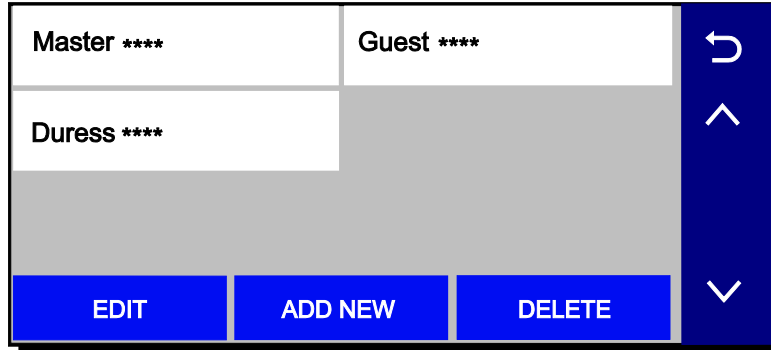 Master ****
Guest ****
Duress ****
EDIT
ADD NEW
DELETE